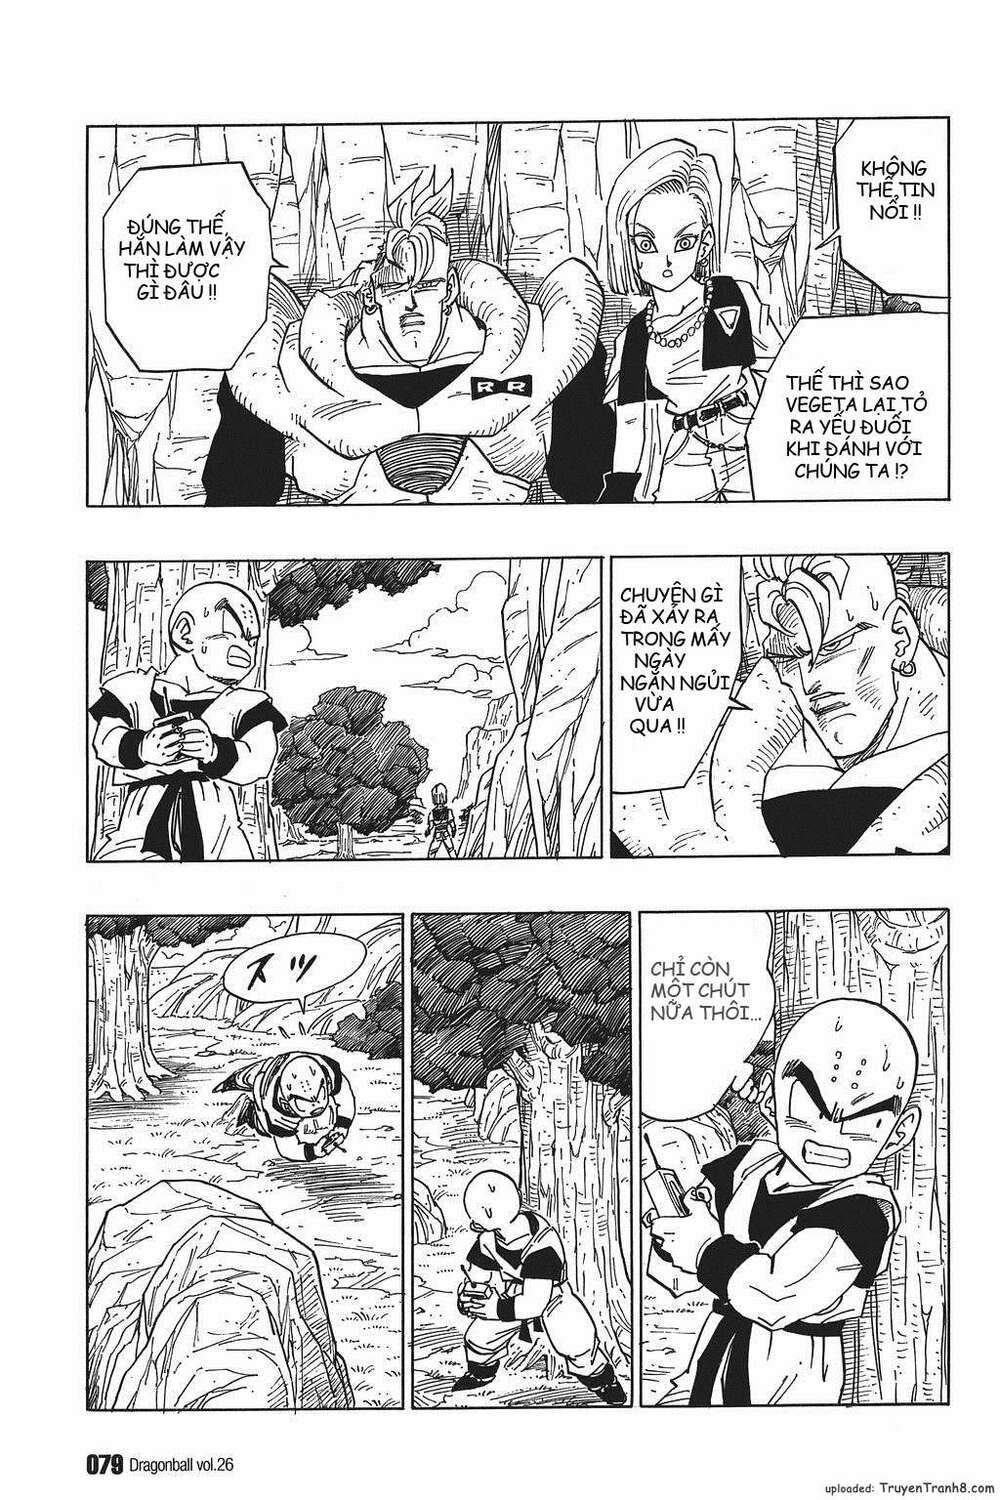 KHÔNG
THỂ TIN
NỔI !!
THẾ THÌ SAO
VEGETA LẠI TỎ
RA YẾU ĐUỐI
KHI ĐÁNH VỚI
CHÚNG TA !?
ĐÚNG THẾ,
HẮN LÀM VẬY
THÌ ĐƯỢC
GÌ ĐÂU !!
RR
CHUYỆN GÌ
ĐÃ XẢY RA
TRONG MẤY
NGÀY
NGẮN NGỦI
VỪA
QUA !!
CHỈ CÒN
MỘT CHÚT
NỮA THÔI...
スッ
079 Dragonball vol.26
uploaded: TruyenTranh8.com